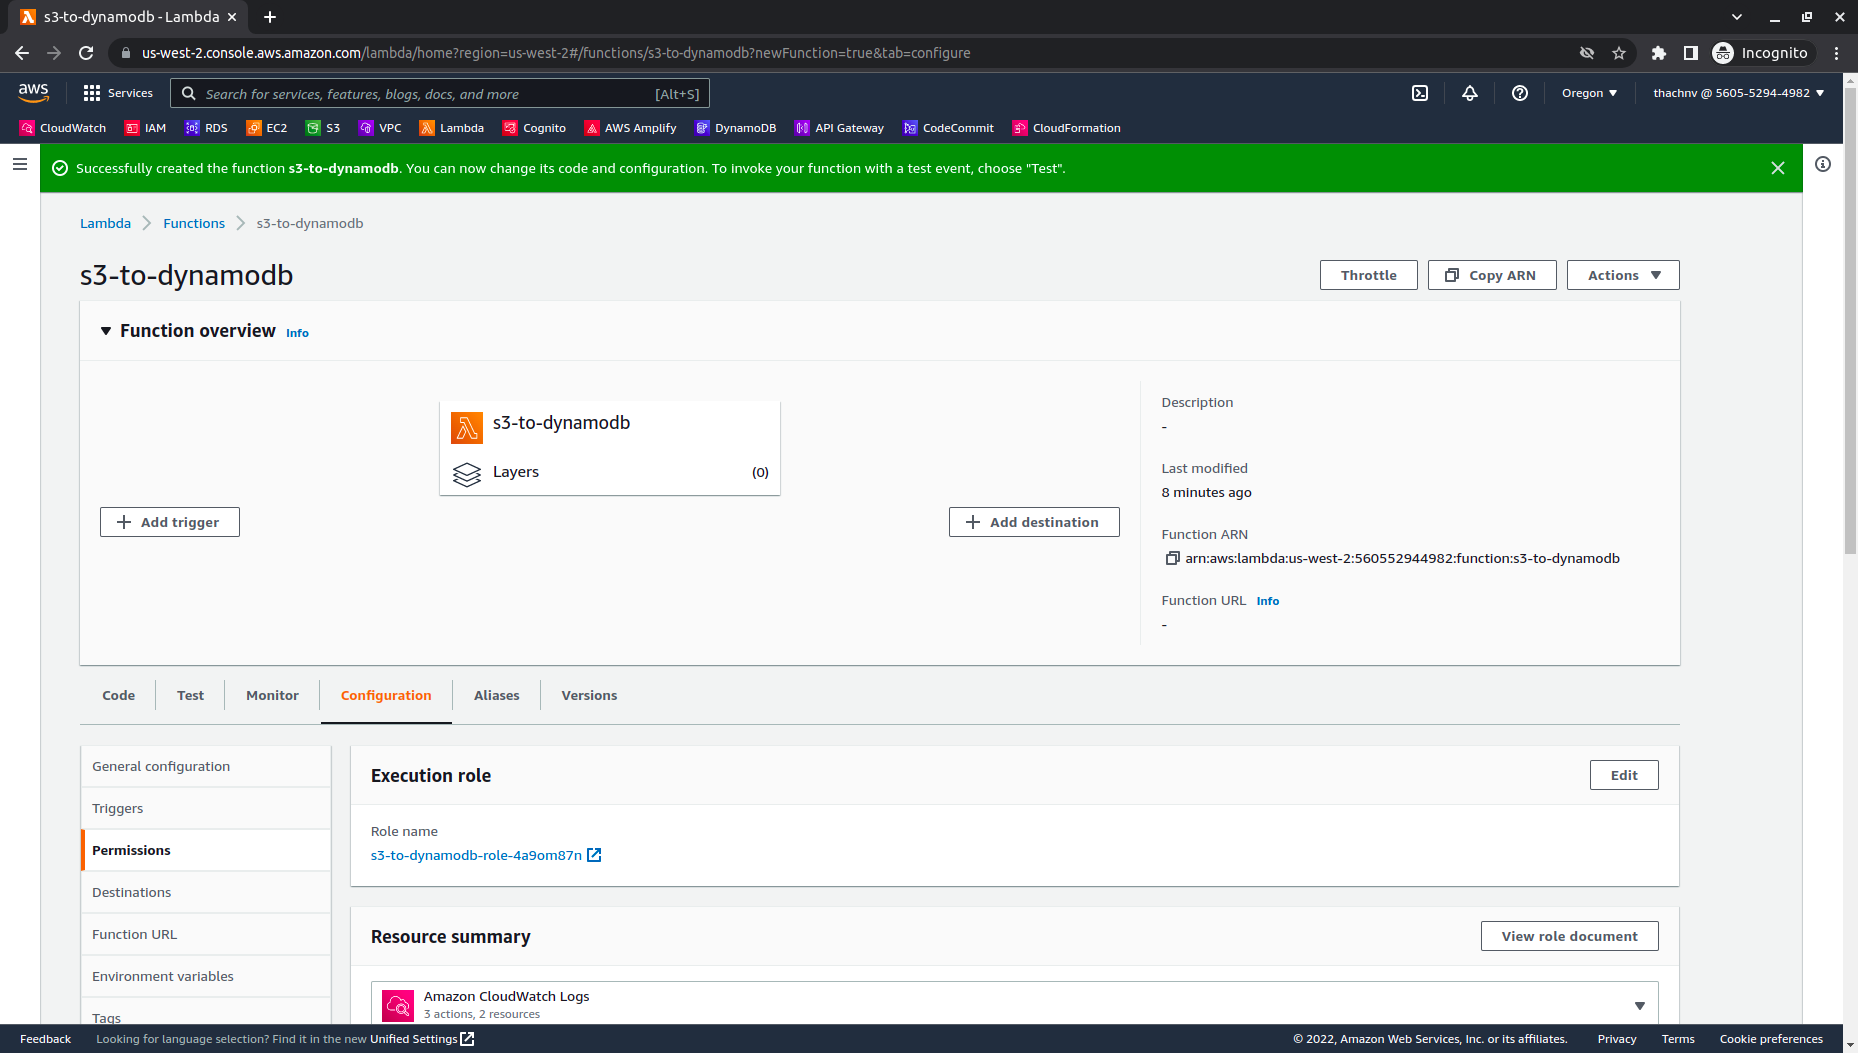 s3-to-dynamodb - Lambda
us-west-2.console.aws.amazon.com/lambda/home?region=us-west-2#/functions/s3-to-dynamodb?newFunction=true&tab=configure
Incognito
aws
Services
Search for services, features, blogs, docs, and more
[Alt+S]
Oregon
thachnv @ 5605-5294-4982
CloudWatch
IAM
RDS
EC2
S3
VPC
Lambda
Cognito
AWS Amplify
DynamoDB
API Gateway
CodeCommit
CloudFormation
Successfully created the function s3-to-dynamodb. You can now change its code and configuration. To invoke your function with a test event, choose "Test".
Lambda
Functions
s3-to-dynamodb
s3-to-dynamodb
Throttle
Copy ARN
Actions
Function overview
Info
s3-to-dynamodb
Layers
(0)
Add trigger
Add destination
Description
-
Last modified
8 minutes ago
Function ARN
arn:aws:lambda:us-west-2:560552944982:function:s3-to-dynamodb
Function URL
Info
-
Code
Test
Monitor
Configuration
Aliases
Versions
General configuration
Triggers
Permissions
Destinations
Function URL
Environment variables
Tags
Execution role
Edit
Role name
s3-to-dynamodb-role-4a9om87n
Resource summary
View role document
Amazon CloudWatch Logs
3 actions, 2 resources
Feedback
Looking for language selection? Find it in the new Unified Settings
© 2022, Amazon Web Services, Inc. or its affiliates.
Privacy
Terms
Cookie preferences